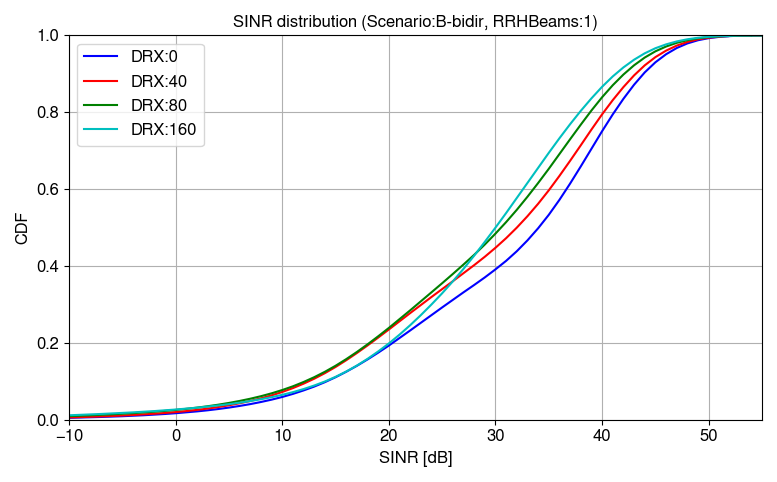 SINR distribution (Scenario:B-bidir, RRHBeams:1)
DRX:0
DRX:40
DRX:80
DRX:160
CDF
1.0
0.8
0.6
0.4
0.2
0.0
−10 0 10 20 30 40 50
SINR [dB]